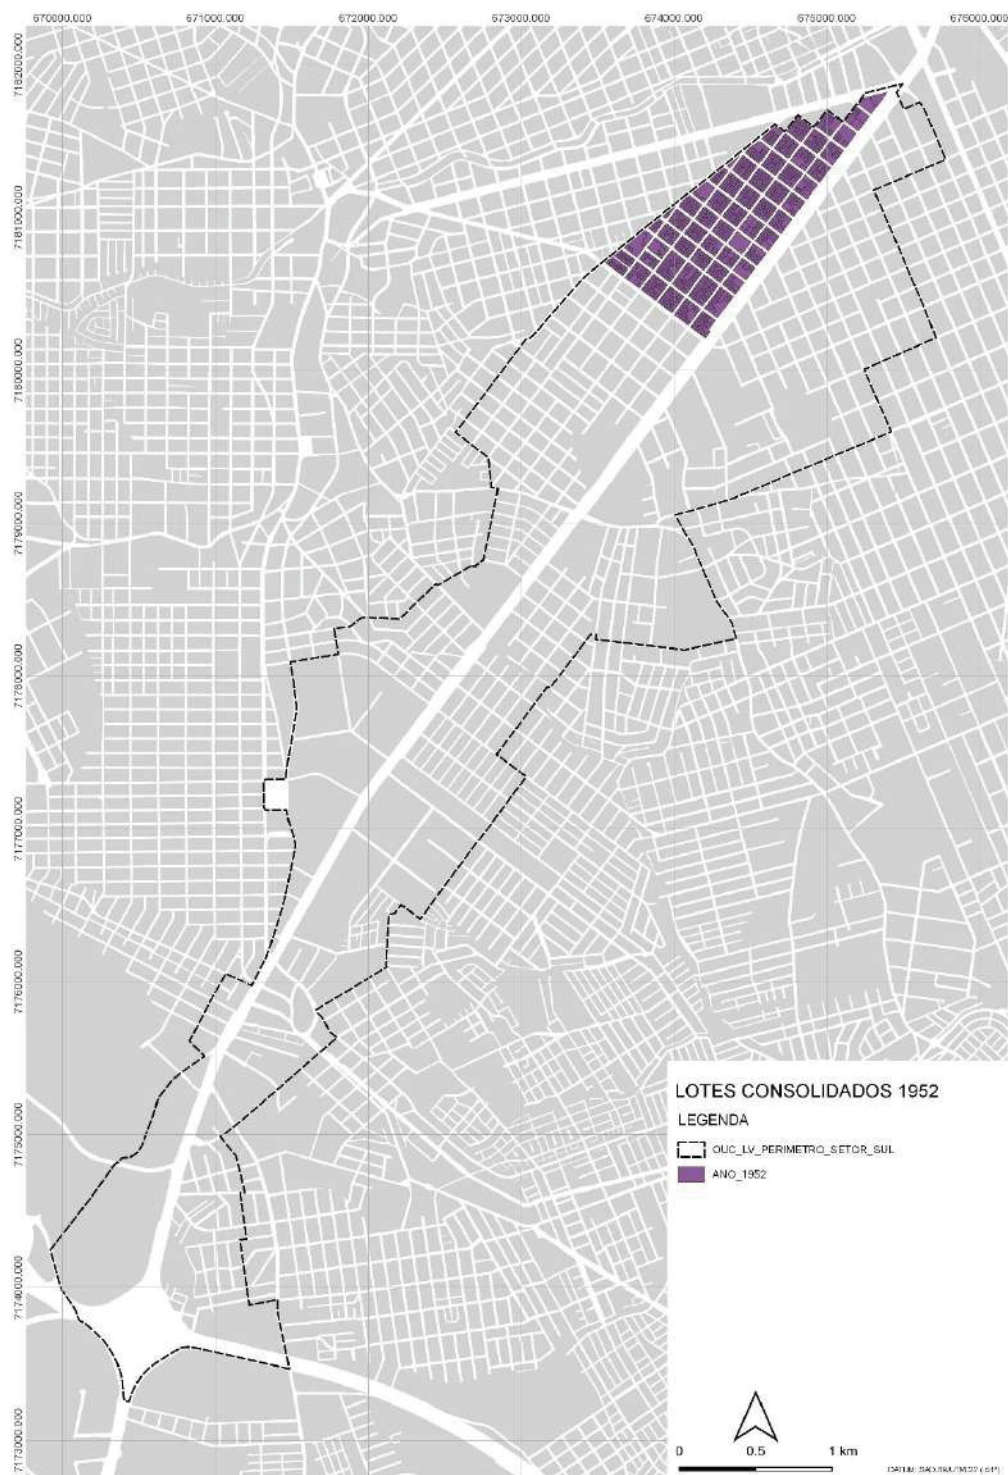 670000.000 671000.000 672000.000 673000.000 674000.000 675000.000 676000.000
7182000.000
7181000.000
7180000.000
7179000.000
7178000.000
7177000.000
7176000.000
7175000.000
7174000.000
7173000.000
LOTES CONSOLIDADOS 1952
LEGENDA
OUC_LV_PERIMETRO_SETOR_SUL
ANO_1952
0 0.5 1 km